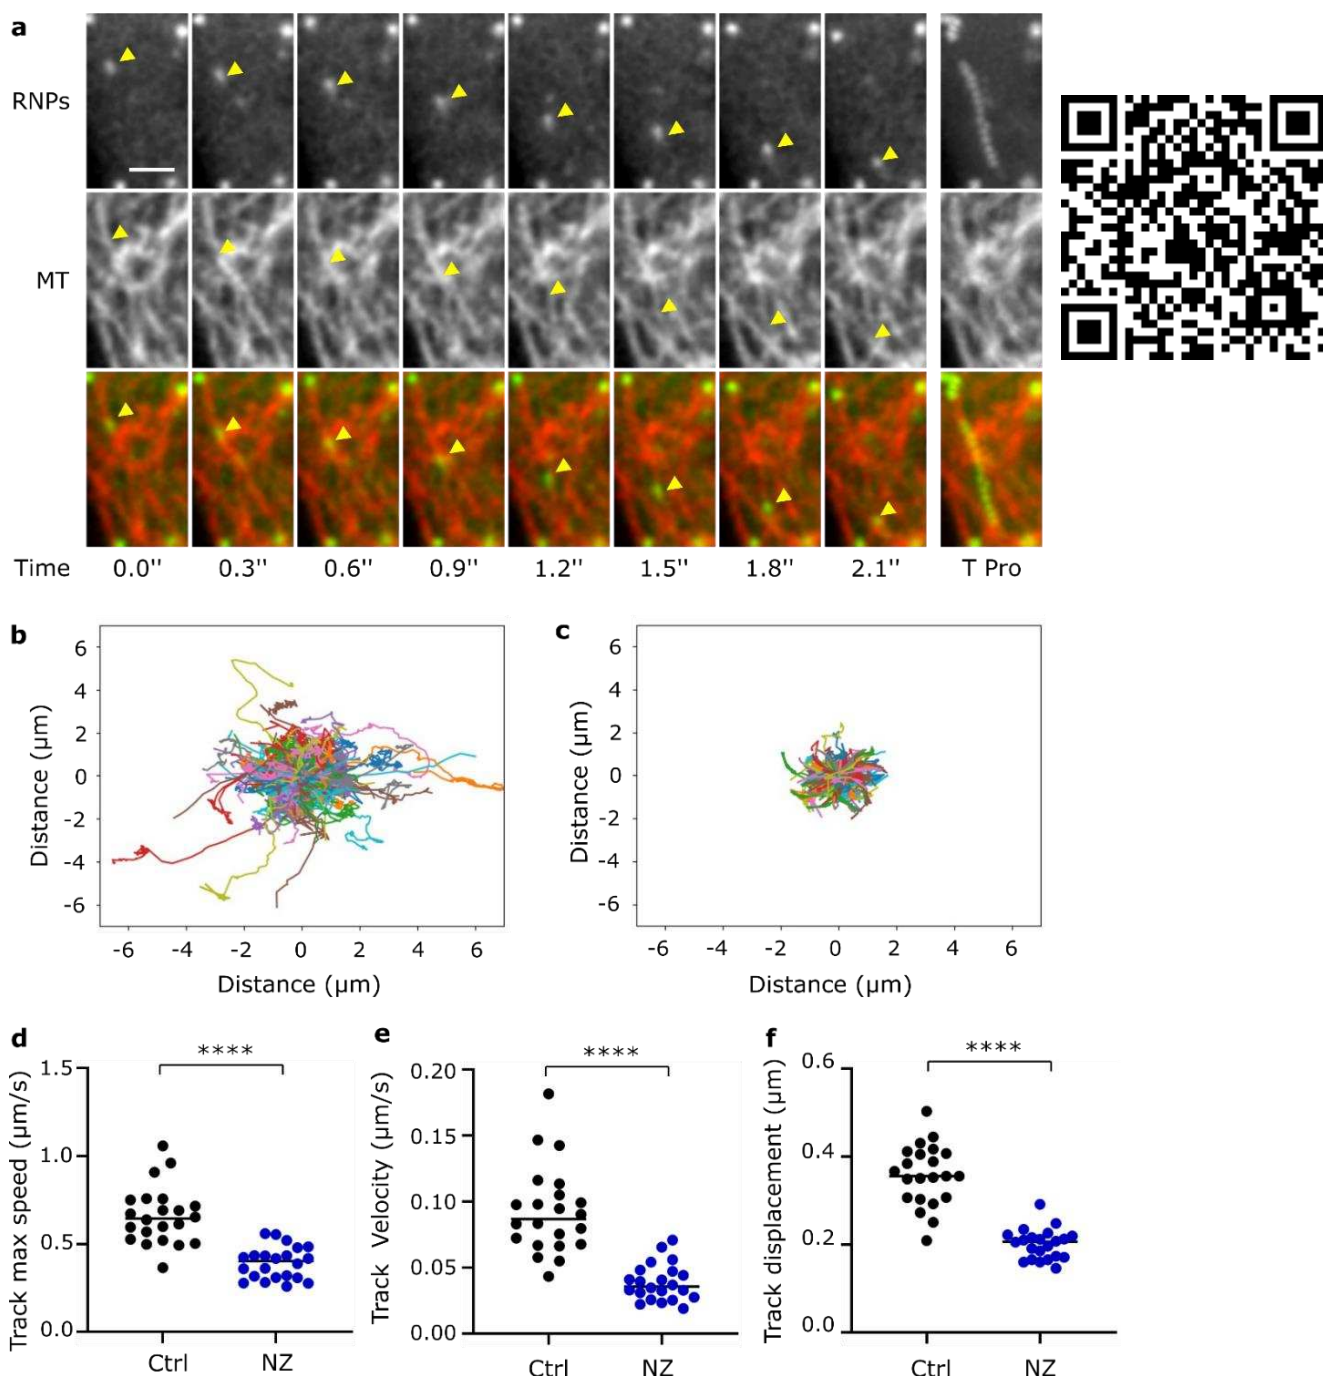 a
RNPs
MT
Time 0.0" 0.3" 0.6" 0.9" 1.2" 1.5" 1.8" 2.1" T Pro
b
6
4
2
0
-2
-4
-6
Distance (μm)
-6 -4 -2 0 2 4 6
Distance (μm)
c
6
4
2
0
-2
-4
-6
Distance (μm)
-6 -4 -2 0 2 4 6
Distance (μm)
d
****
1.5
1.0
0.5
0.0
Track max speed (μm/s)
Ctrl NZ
e
****
0.20
0.15
0.10
0.05
0.00
Track Velocity (μm/s)
Ctrl NZ
f
****
0.6
0.4
0.2
0.0
Track displacement (μm)
Ctrl NZ